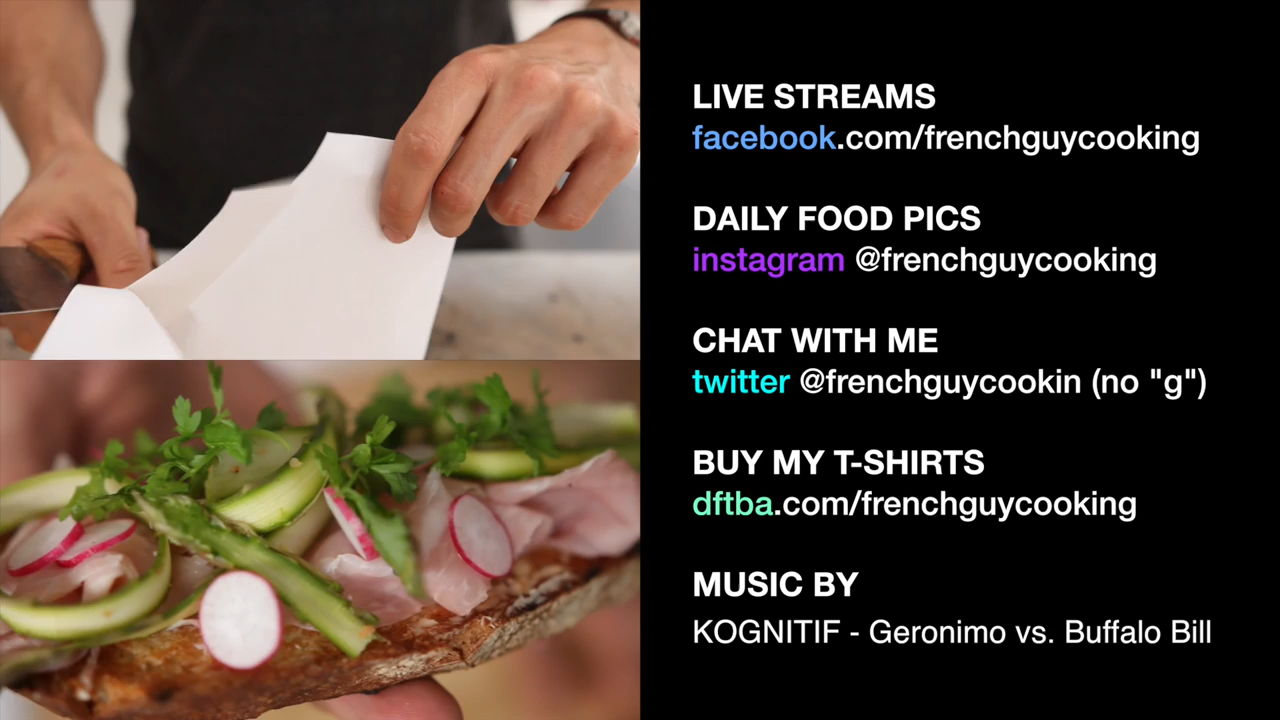 LIVE STREAMS
facebook.com/frenchguycooking
DAILY FOOD PICS
instagram @frenchguycooking
CHAT WITH ME
twitter @frenchguycookin (no "g")
BUY MY T-SHIRTS
dftba.com/frenchguycooking
MUSIC BY
KOGNITIF - Geronimo vs. Buffalo Bill